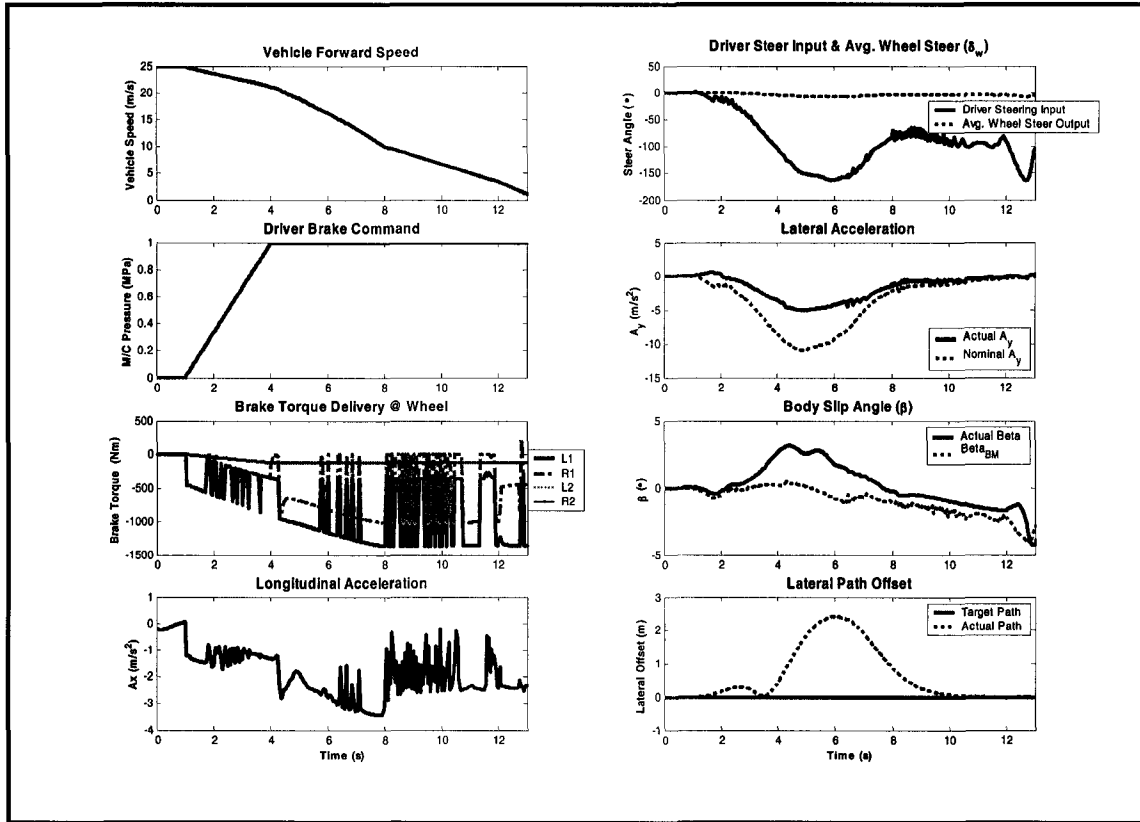 Vehicle Forward Speed
25
20
15
10
5
0
Vehicle Speed (m/s)
0 2 4 6 8 10 12
Driver Brake Command
1
0.8
0.6
0.4
0.2
0
M/C Pressure (MPa)
0 2 4 6 8 10 12
Brake Torque Delivery @ Wheel
500
0
-500
-1000
-1500
Brake Torque (Nm)
L1
R1
L2
R2
0 2 4 6 8 10 12
Longitudinal Acceleration
1
0
-1
-2
-3
-4
Ax (m/s²)
0 2 4 6 8 10 12
Time (s)
Driver Steer Input & Avg. Wheel Steer (δw)
50
0
-50
-100
-150
-200
Steer Angle (°)
Driver Steering Input
Avg. Wheel Steer Output
0 2 4 6 8 10 12
Lateral Acceleration
5
0
-5
-10
-15
Ay (m/s²)
Actual Ay
Nominal Ay
0 2 4 6 8 10 12
Body Slip Angle (β)
5
0
-5
β (°)
Actual Beta
BetaBM
0 2 4 6 8 10 12
Lateral Path Offset
3
2
1
0
-1
Lateral Offset (m)
Target Path
Actual Path
0 2 4 6 8 10 12
Time (s)